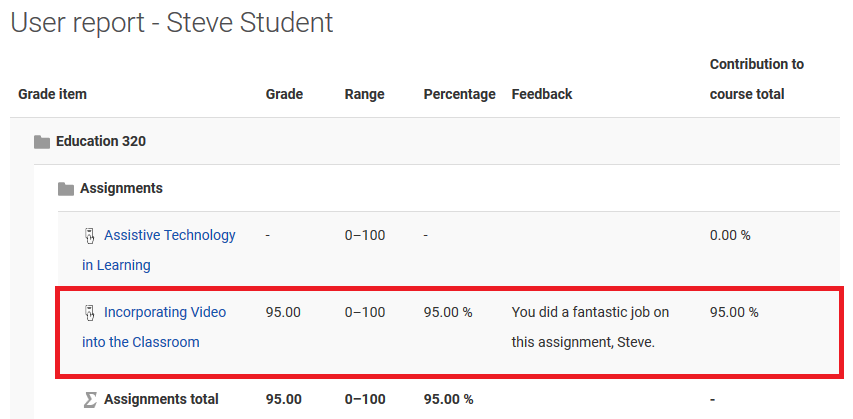 User report - Steve Student
Contribution to
Grade item Grade Range Percentage Feedback course total
Education 320
Assignments
Assistive Technology - 0–100 - 0.00 %
in Learning
Incorporating Video 95.00 0–100 95.00 % You did a fantastic job on 95.00 %
into the Classroom this assignment, Steve.
Assignments total 95.00 0–100 95.00 % -